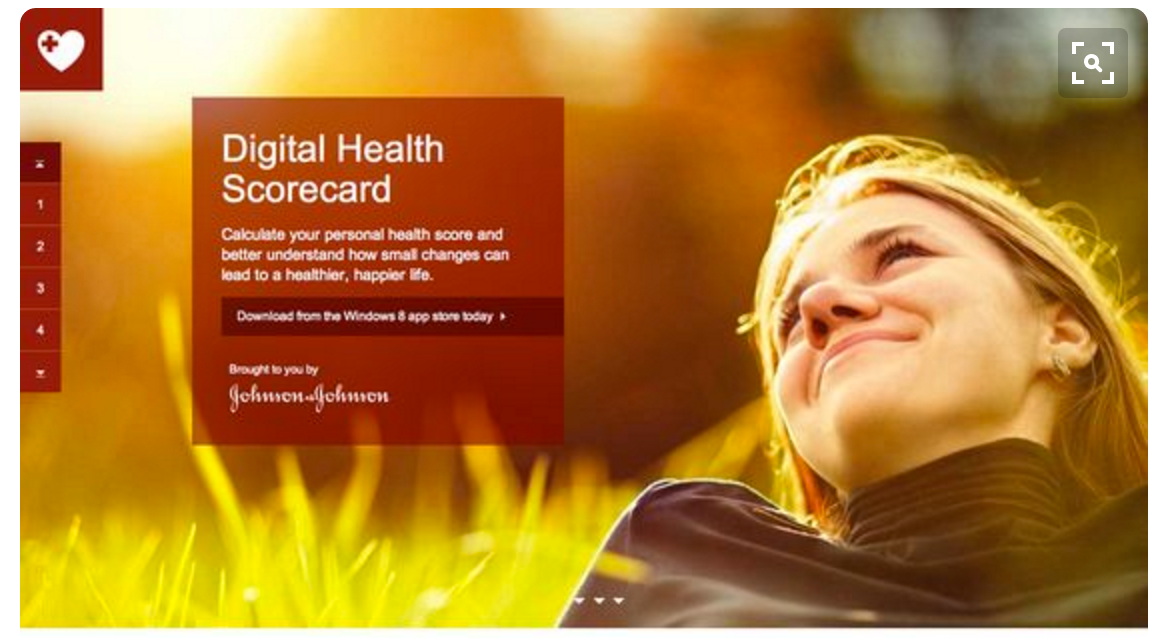 Digital Health
Scorecard
Calculate your personal health score and
better understand how small changes can
lead to a healthier, happier life.
Download from the Windows 8 app store today
Brought to you by
Johnson & Johnson
1
2
3
4